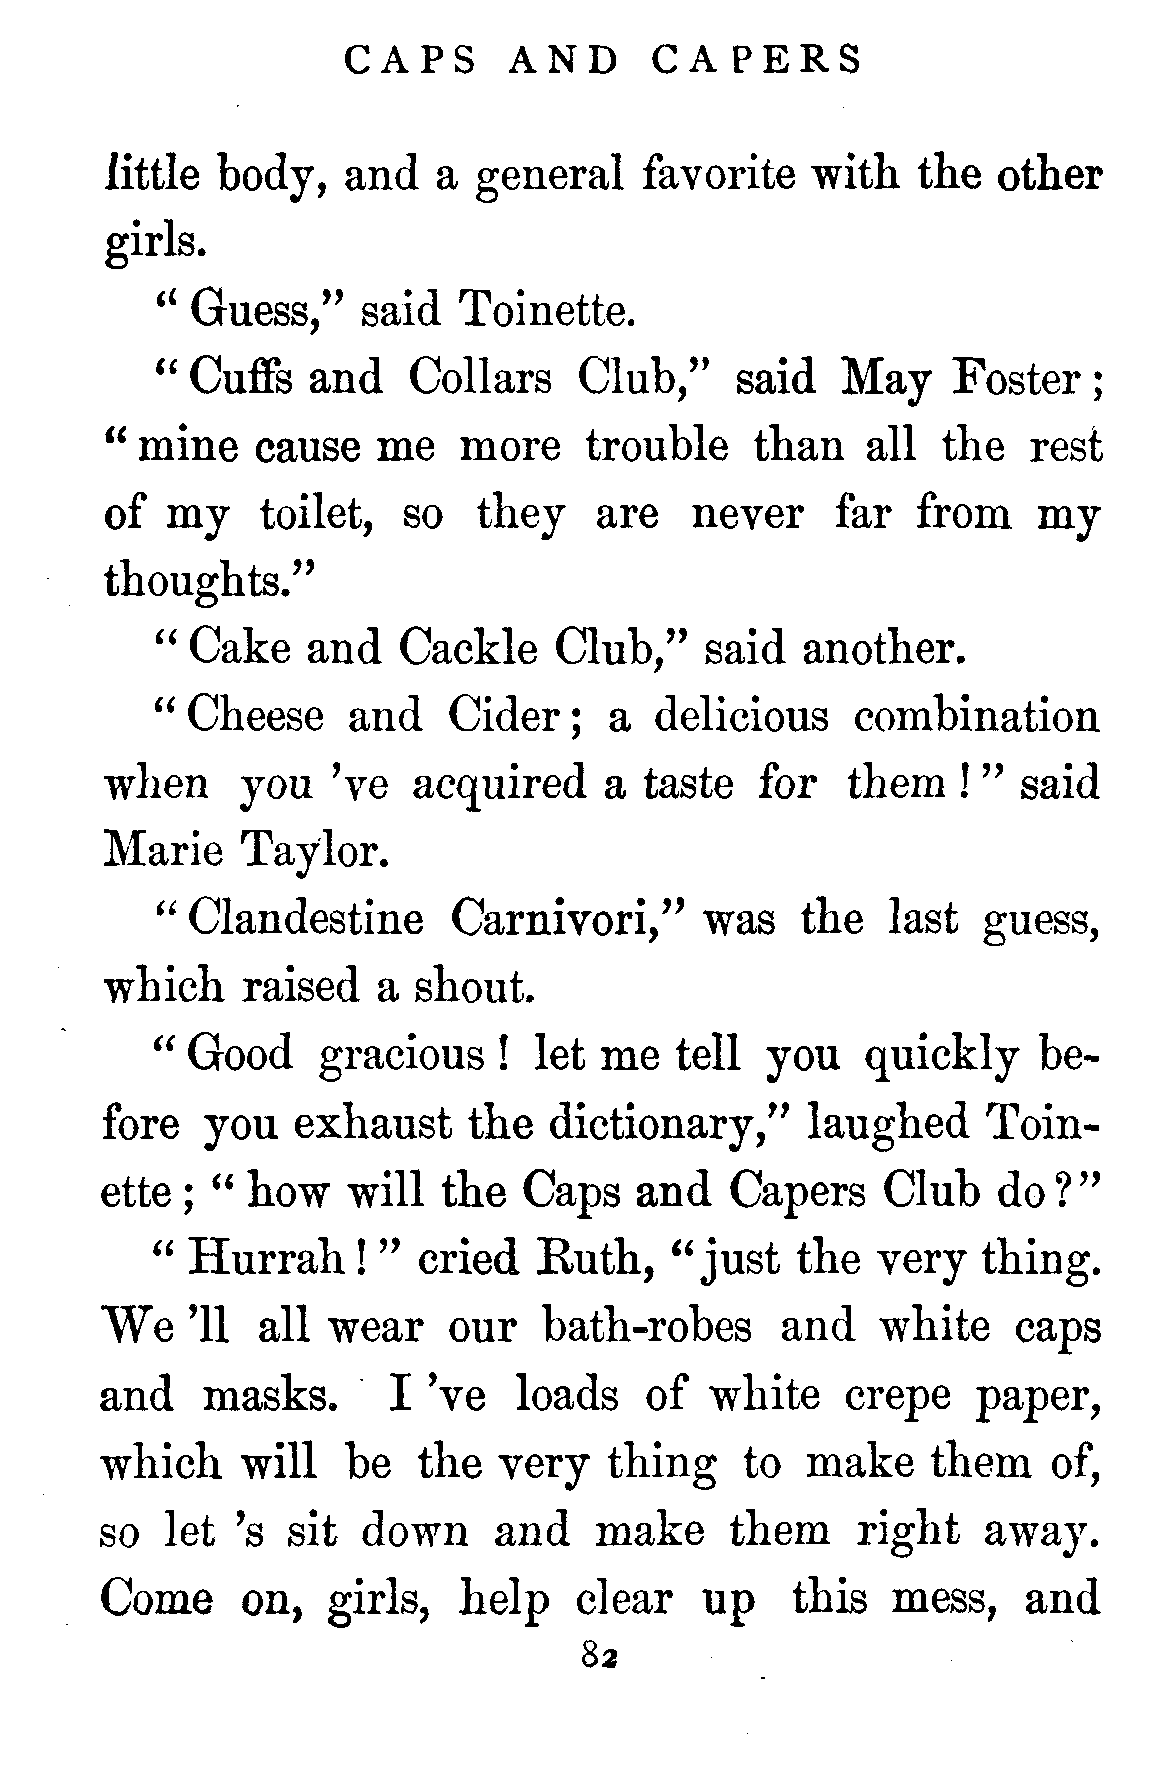 CAPS AND CAPERS
little body, and a general favorite with the other
girls.
“ Guess,” said Toinette.
“ Cuffs and Collars Club,” said May Foster ;
“ mine cause me more trouble than all the rest
of my toilet, so they are never far from my
thoughts.”
“ Cake and Cackle Club,” said another.
“ Cheese and Cider ; a delicious combination
when you ’ve acquired a taste for them ! ” said
Marie Taylor.
“ Clandestine Carnivori,” was the last guess,
which raised a shout.
“ Good gracious ! let me tell you quickly be-
fore you exhaust the dictionary,” laughed Toin-
ette ; “ how will the Caps and Capers Club do ?”
“ Hurrah ! ” cried Ruth, “ just the very thing.
We ’ll all wear our bath-robes and white caps
and masks. I ’ve loads of white crepe paper,
which will be the very thing to make them of,
so let ’s sit down and make them right away.
Come on, girls, help clear up this mess, and
82